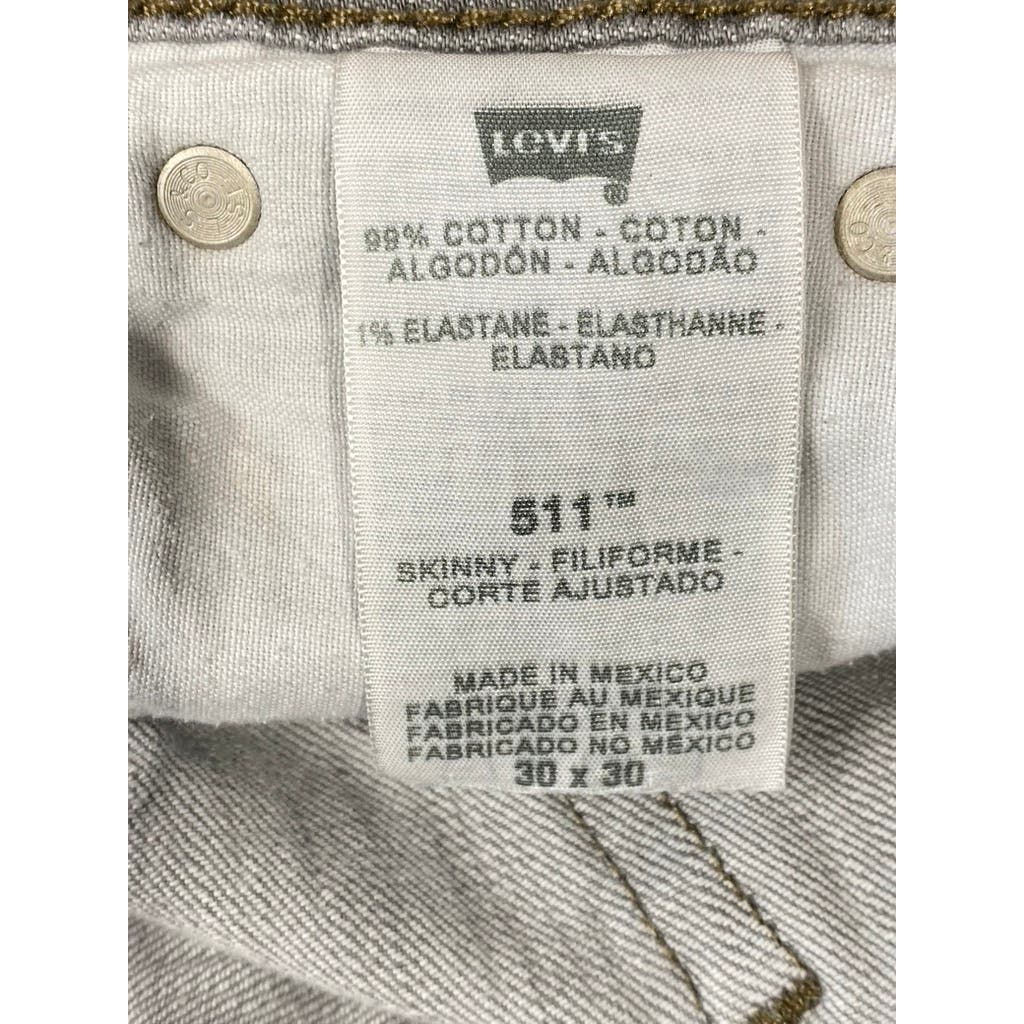 LEVI'S
®
99% COTTON - COTON -
ALGODÓN - ALGODÃO
1% ELASTANE - ELASTHANNE -
ELASTANO
511™
SKINNY - FILIFORME -
CORTE AJUSTADO
MADE IN MEXICO
FABRIQUE AU MEXIQUE
FABRICADO EN MEXICO
FABRICADO NO MÉXICO
30 x 30